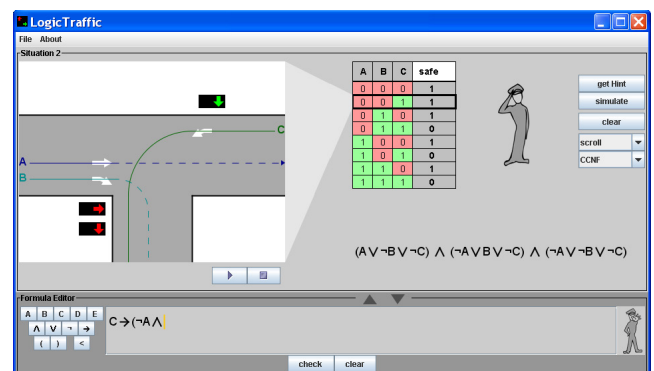 LogicTraffic
File About
Situation 2
A B C safe
0 0 0 1
0 0 1 1
0 1 0 1
0 1 1 0
1 0 0 1
1 0 1 0
1 1 0 1
1 1 1 0
C
A
B
get Hint
simulate
clear
scroll
CCNF
(A∨¬B∨¬C) ∧ (¬A∨B∨¬C) ∧ (¬A∨¬B∨¬C)
Formula Editor
A B C D E
∧ ∨ ¬ →
( ) <
C→(¬A∧
check clear